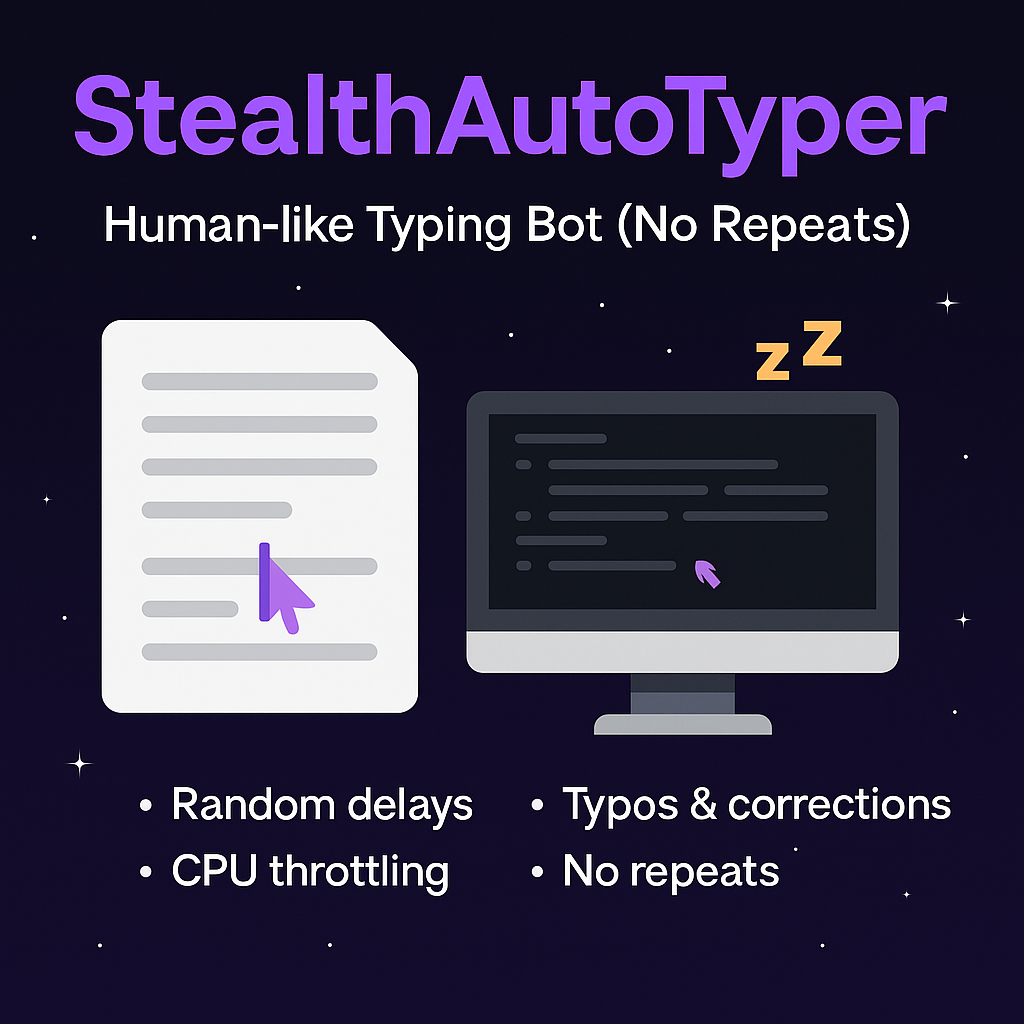 StealthAutoTyper
Human-like Typing Bot (No Repeats)
z z
• Random delays
• Typos & corrections
• CPU throttling
• No repeats